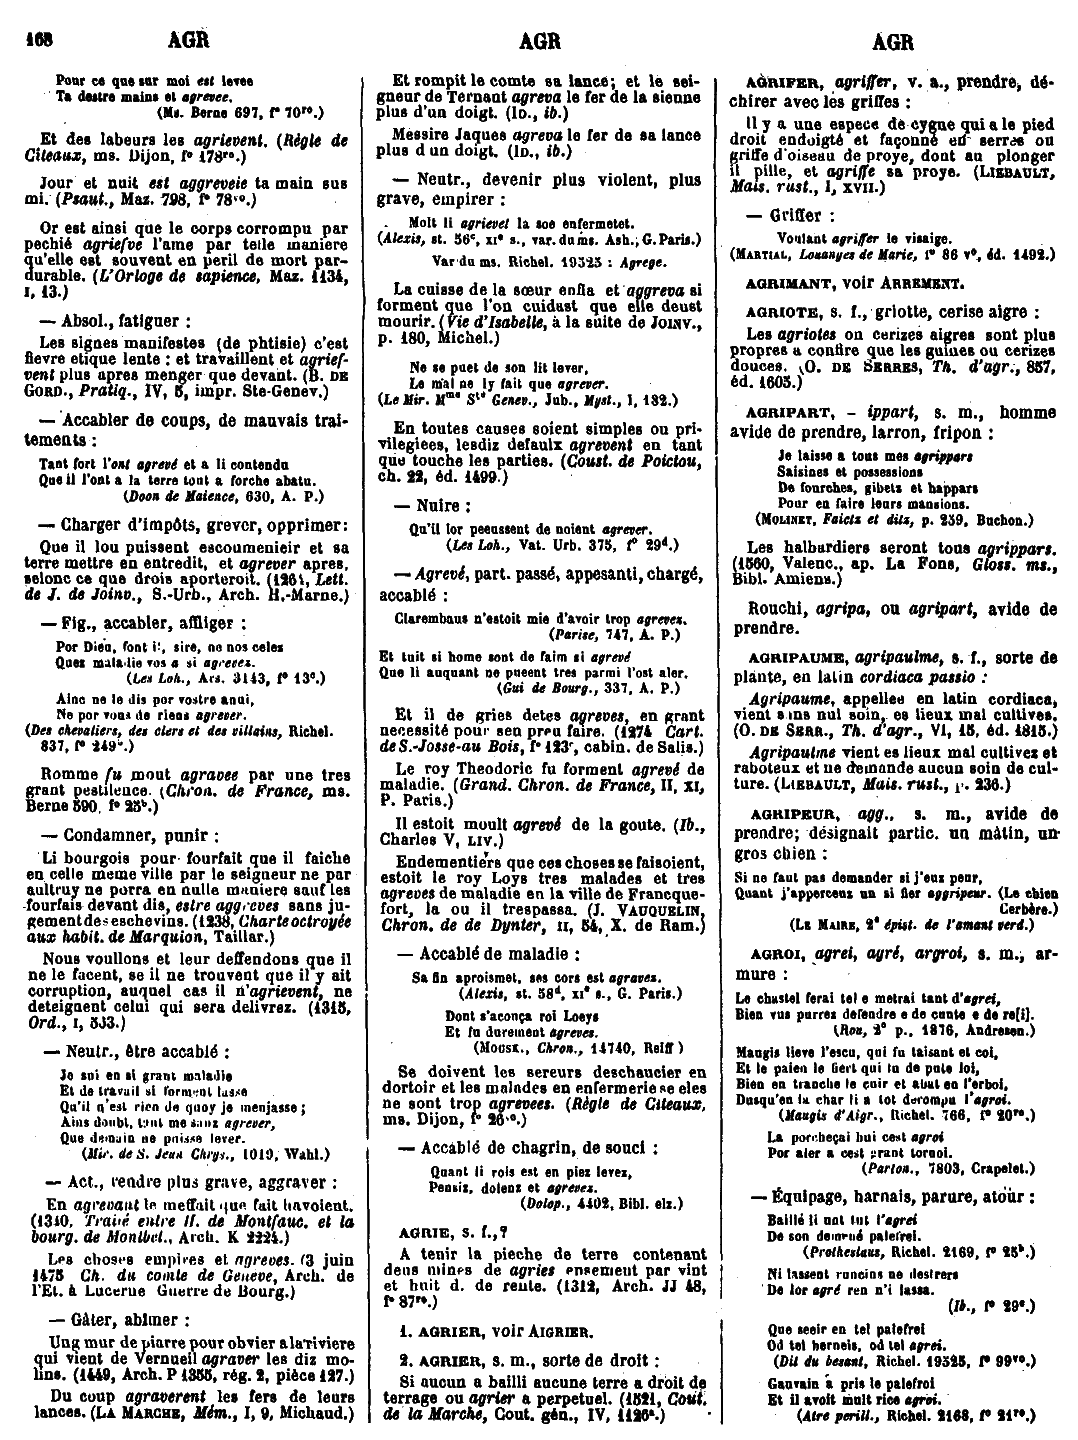 168 AGR AGR AGR
Pour ce que sur moi est levee
Ta destre mains et agrevee.
(Ms. Berne 697, f° 70ro.)
Et des labeurs les agrievent. (Règle de
Citeaux, ms. Dijon, f° 178ro.)
Jour et nuit est aggreveie ta main sus
mi. (Psaut., Maz. 798, f° 78vo.)
Or est ainsi que le corps corrompu par
pechié agriefve l'ame par telle maniere
qu'elle est souvent en peril de mort par-
durable. (L'Orloge de sapience, Maz. 1134,
I, 13.)
— Absol., fatiguer :
Les signes manifestes (de phtisie) c'est
fievre etique lente : et travaillent et agrief-
vent plus apres menger que devant. (B. DE
GORD., Pratiq., IV, 5, impr. Ste-Genev.)
— Accabler de coups, de mauvais trai-
tements :
Tant fort l'ont agrevé et a li contendu
Que il l'ont a la terre tout a forche abatu.
(Doon de Maience, 630, A. P.)
— Charger d'impôts, grever, opprimer:
Que il lou puissent escoumenieir et sa
terre mettre en entredit, et agrever apres,
selonc ce que drois aporteroit. (1261, Lett.
de J. de Joinv., S.-Urb., Arch. H.-Marne.)
— Fig., accabler, affliger :
Por Dieu, font il, sire, no nos celes
Ques maladie vos a si agrevez.
(Les Loh., Ars. 3143, f° 13c.)
Ainc ne le dis por vostre anui,
Ne por vous de riens agrever.
(Des chevaliers, des clers et des villains, Richel.
837, f° 249.)
Romme fu mout agravee par une tres
grant pestilence. (Chron. de France, ms.
Berne 590, f° 25b.)
— Condamner, punir :
Li bourgois pour fourfait que il faiche
en celle meme ville par le seigneur ne par
aultruy ne porra en nulle maniere sauf les
fourfais devant dis, estre aggreves sans ju-
gement des eschevins. (1238, Charte octroyée
aux habit. de Marquion, Taillar.)
Nous voullons et leur deffendons que il
ne le facent, se il ne trouvent que il y ait
corruption, auquel cas il n'agrievent, ne
deteignent celui qui sera delivrez. (1315,
Ord., I, 553.)
— Neutr., être accablé :
Je sui en si grant maladie
Et de travail si forment lasse
Qu'il n'est rien de quoy je menjasse;
Ains doubt, tant me sans agrever,
Que demain ne puisse lever.
(Mir. de S. Jean Chrys., 1019, Wahl.)
— Act., rendre plus grave, aggraver :
En agrevant le meffait que fait havoient.
(1310, Traité entre H. de Montfauc. et la
bourg. de Montbel., Arch. K 2224.)
Les choses empires et agreves. (3 juin
1475 Ch. du comte de Geneve, Arch. de
l'Et. à Lucerne Guerre de Bourg.)
— Gâter, abîmer :
Ung mur de piarre pour obvier a la riviere
qui vient de Vernueil agraver les diz mo-
lins. (1449, Arch. P 1355, rég. 2, pièce 127.)
Du coup agraverent les fers de leurs
lances. (LA MARCHE, Mém., I, 9, Michaud.)
Et rompit le comte sa lance; et le sei-
gneur de Ternant agreva le fer de la sienne
plus d'un doigt. (ID., ib.)
Messire Jaques agreva le fer de sa lance
plus d un doigt. (ID., ib.)
— Neutr., devenir plus violent, plus
grave, empirer :
Molt li agrievet la soe enfermetet.
(Alexis, st. 56c, XIe s., var. du ms. Ash.; G. Paris.)
Var du ms. Richel. 19525 : Agrege.
La cuisse de la sœur enfla et aggreva si
forment que l'on cuidast que elle deust
mourir. (Vie d'Isabelle, à la suite de JOINV.,
p. 180, Michel.)
Ne se puet de son lit lever,
Le mal ne ly fait que agrever.
(Le Mir. Mme Ste Genev., Jub., Myst., I, 182.)
En toutes causes soient simples ou pri-
vilegiees, lesdiz defaulx agrevent en tant
que touche les parties. (Coust. de Poictou,
ch. 22, éd. 1499.)
— Nuire :
Qu'il lor peeussent de noient agrever.
(Les Loh., Vat. Urb. 375, f° 29d.)
— Agrevé, part. passé, appesanti, chargé,
accablé :
Clarembaus n'estoit mie d'avoir trop agrevez.
(Parise, 747, A. P.)
Et tuit si home sont de faim si agrevé
Que li auquant ne pueent tres parmi l'ost aler.
(Gui de Bourg., 337, A. P.)
Et il de gries detes agreves, en grant
necessité pour sen preu faire. (1274 Cart.
de S.-Josse-au Bois, f° 123r, cabin. de Salis.)
Le roy Theodoric fu forment agrevé de
maladie. (Grand. Chron. de France, II, XI,
P. Paris.)
Il estoit moult agrevé de la goute. (Ib.,
Charles V, LIV.)
Endementiers que ces choses se faisoient,
estoit le roy Loys tres malades et tres
agreves de maladie en la ville de Francque-
fort, la ou il trespassa. (J. VAUQUELIN,
Chron. de de Dynter, II, 54, X. de Ram.)
— Accablé de maladie :
Sa fin aproismet, ses cors est agravez.
(Alexis, st. 58d, XIe s., G. Paris.)
Dont s'aconça roi Loeys
Et fu durement agreves.
(MOUSK., Chron., 14740, Reiff )
Se doivent les sereurs deschaucier en
dortoir et les malades en enfermerie se eles
ne sont trop agrevees. (Règle de Citeaux,
ms. Dijon, f° 26vo.)
— Accablé de chagrin, de souci :
Quant li rois est en piez levez,
Pensiz, dolenz et agrevez.
(Dolop., 4402, Bibl. elz.)
AGRIE, s. f.,?
A tenir la pieche de terre contenant
deus mines de agries ensement par vint
et huit d. de rente. (1312, Arch. JJ 48,
f° 87ro.)
1. AGRIER, voir AIGRIER.
2. AGRIER, s. m., sorte de droit :
Si aucun a bailli aucune terre a droit de
terrage ou agrier a perpetuel. (1521, Cout.
de la Marche, Cout. gén., IV, 1126a.)
AGRIFER, agriffer, v. a., prendre, dé-
chirer avec les griffes :
Il y a une espece de cygne qui a le pied
droit endoigté et façonné en serres ou
griffe d'oiseau de proye, dont au plonger
il pille, et agriffe sa proye. (LIEBAULT,
Mais. rust., I, XVII.)
— Griffer :
Voulant agriffer le visaige.
(MARTIAL, Louanges de Marie, f° 86 vo, éd. 1492.)
AGRIMANT, voir ARREMENT.
AGRIOTE, s. f., griotte, cerise aigre :
Les agriotes on cerizes aigres sont plus
propres a confire que les guines ou cerizes
douces. (O. DE SERRES, Th. d'agr., 857,
éd. 1605.)
AGRIPART, - ippart, s. m., homme
avide de prendre, larron, fripon :
Je laisse a tous mes agrippars
Saisines et possessions
De fourches, gibetz et happars
Pour en faire leurs mansions.
(MOLINET, Faictz et ditz, p. 259, Buchon.)
Les halbardiers seront tous agrippars.
(1560, Valenc., ap. La Fons, Gloss. ms.,
Bibl. Amiens.)
Rouchi, agripa, ou agripart, avide de
prendre.
AGRIPAUME, agripaulme, s. f., sorte de
plante, en latin cordiaca passio :
Agripaume, appellee en latin cordiaca,
vient sans nul soin, es lieux mal cultives.
(O. DE SERR., Th. d'agr., VI, 15, éd. 1815.)
Agripaulme vient es lieux mal cultivez et
raboteux et ne demande aucun soin de cul-
ture. (LIEBAULT, Mais. rust., p. 236.)
AGRIPEUR, agg., s. m., avide de
prendre; désignait partic. un mâtin, un
gros chien :
Si ne faut pas demander si j'eux peur,
Quant j'apperceuz un si fier aggripeur. (Le chien
Cerbère.)
(LE MAIRE, 2e épist. de l'amant verd.)
AGROI, agrei, agré, argroi, s. m., ar-
mure :
Le chastel ferai tel e metrai tant d'agrei,
Bien vus purrez defendre e de cunte e de re[i].
(Rou, 2e p., 1876, Andresen.)
Maugis lieve l'escu, qui fu taisant et coi,
Et le paien le fiert qui fu de pute loi,
Bien en tranche le cuir et abat en l'erboi,
Dusqu'en la char li a tot derompu l'agroi.
(Maugis d'Aigr., Richel. 766, f° 20ro.)
La porcheçai hui cest agroi
Por aler a cest grant tornoi.
(Parton., 7803, Crapelet.)
— Équipage, harnais, parure, atour :
Baillé li unt tut l'agrei
De son demené palefrei.
(Protheslaus, Richel. 2169, f° 25b.)
Ni lassent runcins ne destrers
De lor agré ren n'i lassa.
(Ib., f° 29c.)
Que seeir en tel palefrei
Od tel herneis, od tel agrei.
(Dit du besant, Richel. 19525, f° 99vo.)
Gauvain a pris le palefroi
Et il avoit mult rice agroi.
(Atre perill., Richel. 2168, f° 21ro.)